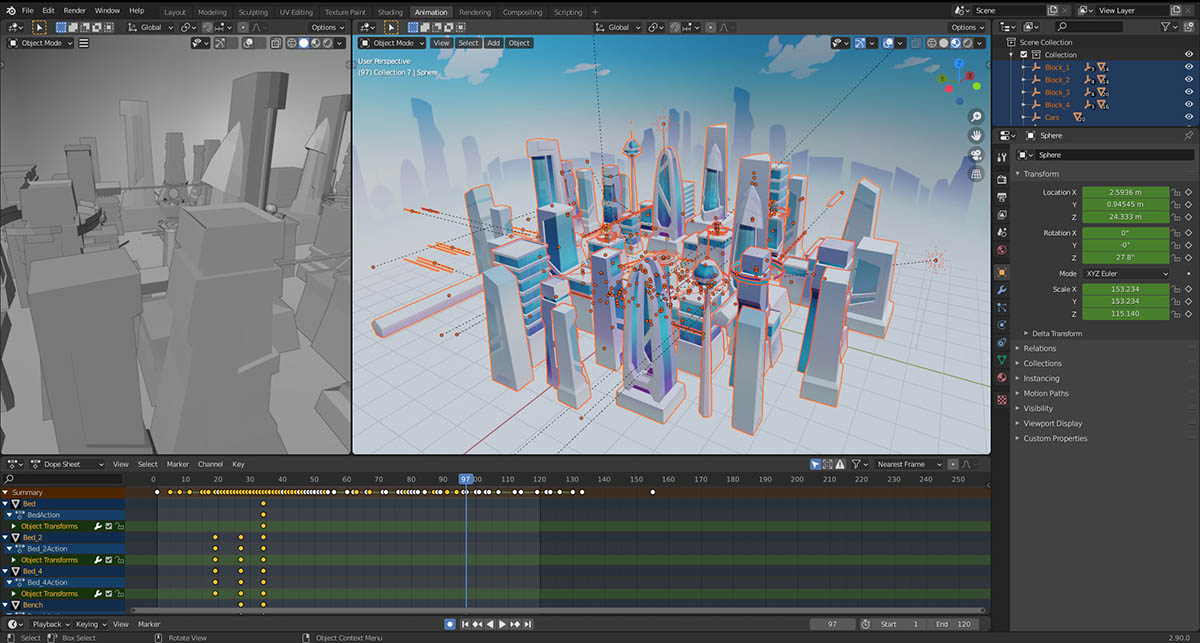 File Edit Render Window Help Layout Modeling Sculpting UV Editing Texture Paint Shading Animation Rendering Compositing Scripting + Scene View Layer
Global Options Global Options
Object Mode Object Mode View Select Add Object
User Perspective
(97) Collection 7 | Sphere
Z
X
Y
Scene Collection
Collection
Block_1
Block_2
Block_3
Block_4
Cars
Sphere
Sphere
Transform
Location X 2.5936 m
Y 0.94545 m
Z 24.333 m
Rotation X 0°
Y -0°
Z 27.8°
Mode XYZ Euler
Scale X 153.234
Y 153.234
Z 115.140
Delta Transform
Relations
Collections
Instancing
Motion Paths
Visibility
Viewport Display
Custom Properties
Dope Sheet View Select Marker Channel Key Nearest Frame
0 10 20 30 40 50 60 70 80 90 97 110 120 130 140 150 160 170 180 190 200 210 220 230 240 250
Summary
Bed
BedAction
Object Transforms
Bed_2
Bed_2Action
Object Transforms
Bed_4
Bed_4Action
Object Transforms
Bench
Playback Keying View Marker 97 Start 1 End 120
Select Box Select Rotate View Object Context Menu 2.90.0